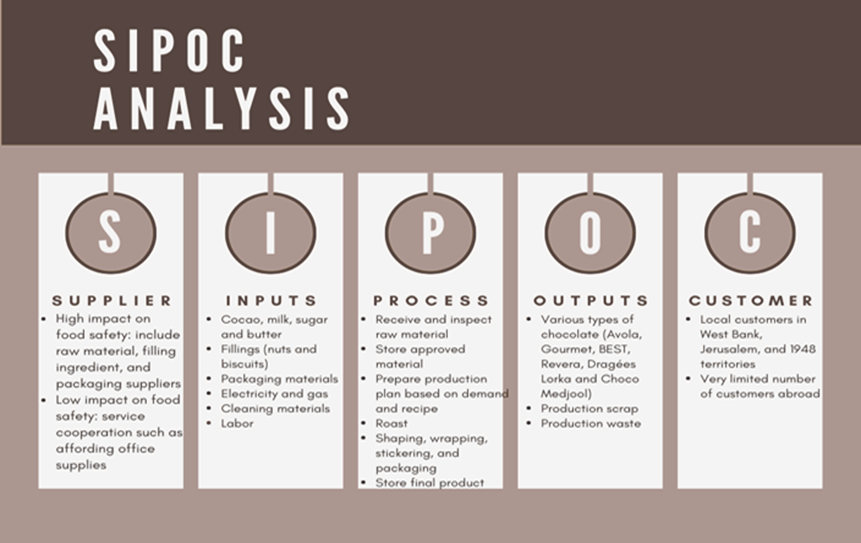 SIPOC
ANALYSIS
S
SUPPLIER
• High impact on
food safety: include
raw material, filling
ingredient, and
packaging suppliers
• Low impact on food
safety: service
cooperation such as
affording office
supplies
I
INPUTS
• Cocao, milk, sugar
and butter
• Fillings (nuts and
biscuits)
• Packaging materials
• Electricity and gas
• Cleaning materials
• Labor
P
PROCESS
• Receive and inspect
raw material
• Store approved
material
• Prepare production
plan based on demand
and recipe
• Roast
• Shaping, wrapping,
stickering, and
packaging
• Store final product
O
OUTPUTS
• Various types of
chocolate (Avola,
Gourmet, BEST,
Revera, Dragées
Lorka and Choco
Medjool)
• Production scrap
• Production waste
C
CUSTOMER
• Local customers in
West Bank,
Jerusalem, and 1948
territories
• Very limited number
of customers abroad